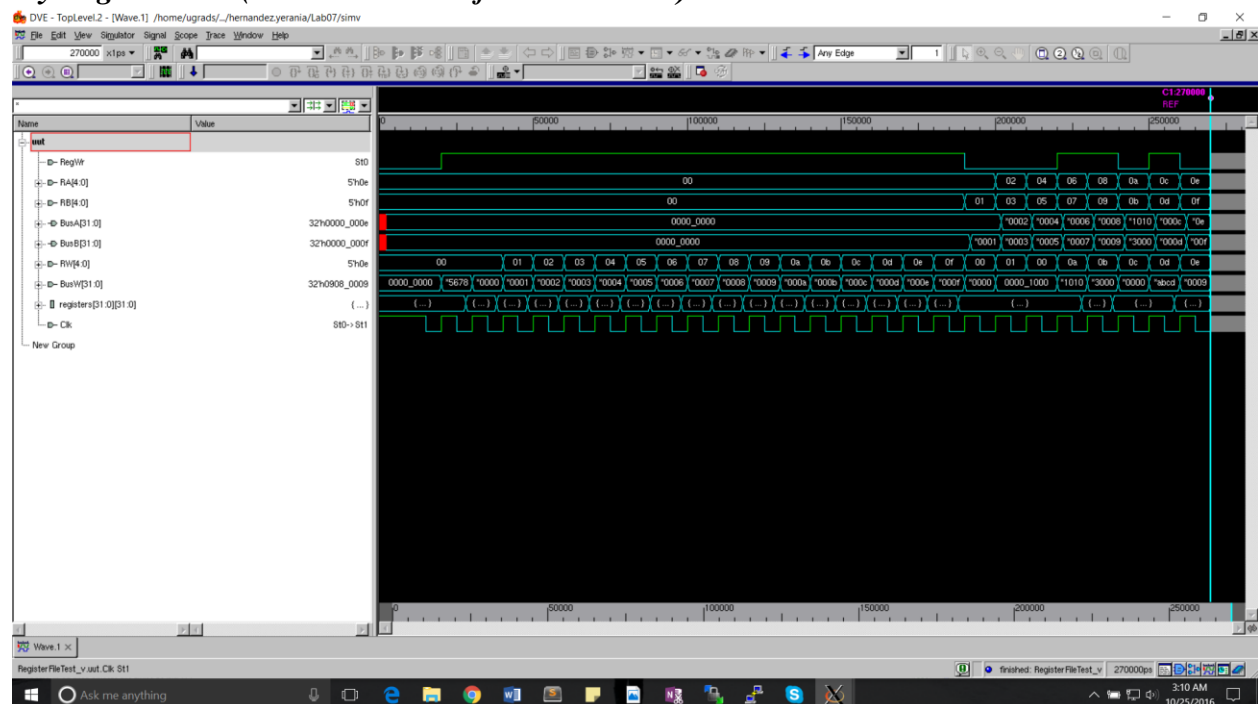 DVE - TopLevel.2 - [Wave.1] /home/ugrads/.../hernandez.yerania/Lab07/simv
File Edit View Simulator Signal Scope Trace Window Help
270000 x1ps Any Edge 1
C1:270000
REF
Name Value
0 50000 100000 150000 200000 250000
uut
RegWr St0
RA[4:0] 5'h0e 00 02 04 06 08 0a 0c 0e
RB[4:0] 5'h0f 00 01 03 05 07 09 0b 0d 0f
BusA[31:0] 32'h0000_000e 0000_0000 *0002 *0004 *0006 *0008 *1010 *000c *0e
BusB[31:0] 32'h0000_000f 0000_0000 *0001 *0003 *0005 *0007 *0009 *3000 *000d *00f
RW[4:0] 5'h0e 00 01 02 03 04 05 06 07 08 09 0a 0b 0c 0d 0e 0f 00 01 00 0a 0b 0c 0d 0e
BusW[31:0] 32'h0908_0009 0000_0000 *5678 *0000 *0001 *0002 *0003 *0004 *0005 *0006 *0007 *0008 *0009 *000a *000b *000c *000d *000e *000f *0000 0000_1000 *1010 *3000 *0000 *abcd *0009
registers[31:0][31:0] {...} {...} {...} {...} {...} {...} {...} {...} {...} {...} {...} {...} {...} {...} {...} {...} {...} {...} {...} {...} {...} {...}
Clk St0->St1
New Group
0 50000 100000 150000 200000 250000
Wave.1
RegisterFileTest_v.uut.Clk St1 finished: RegisterFileTest_v 270000ps
Ask me anything 3:10 AM
10/25/2016